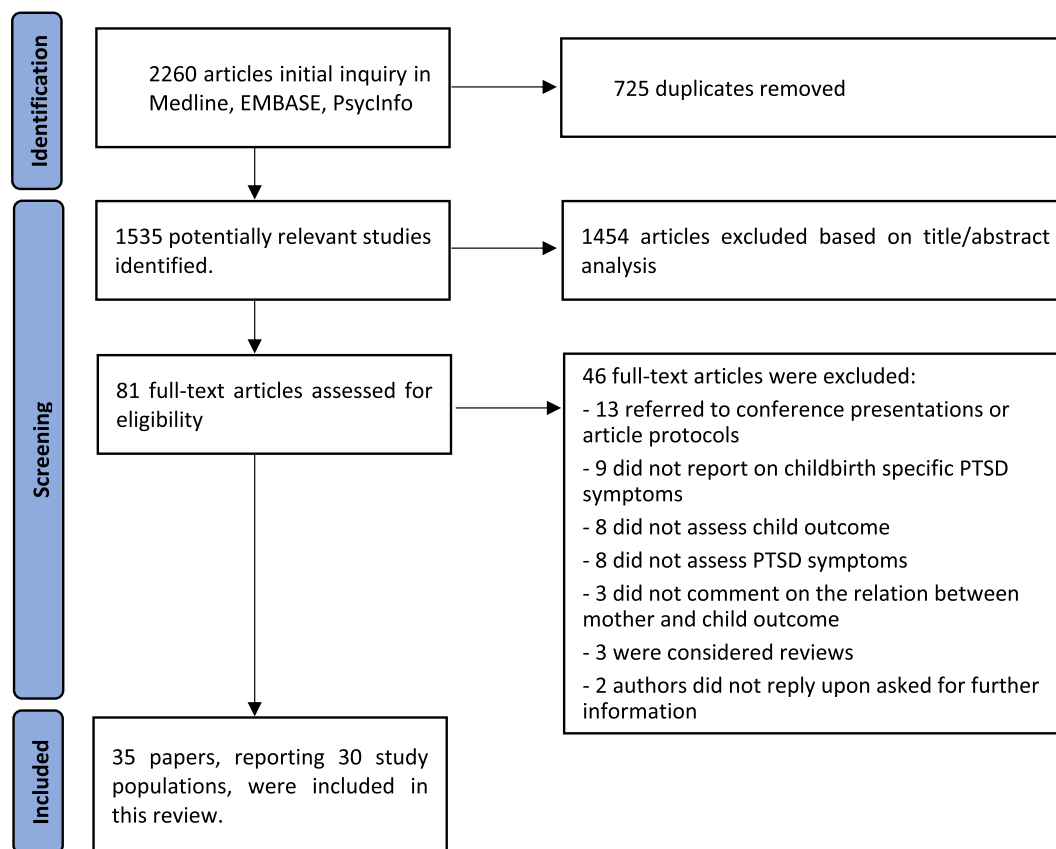 Identification
2260 articles initial inquiry in
Medline, EMBASE, PsycInfo
725 duplicates removed
Screening
1535 potentially relevant studies
identified.
1454 articles excluded based on title/abstract
analysis
81 full-text articles assessed for
eligibility
46 full-text articles were excluded:
- 13 referred to conference presentations or
article protocols
- 9 did not report on childbirth specific PTSD
symptoms
- 8 did not assess child outcome
- 8 did not assess PTSD symptoms
- 3 did not comment on the relation between
mother and child outcome
- 3 were considered reviews
- 2 authors did not reply upon asked for further
information
Included
35 papers, reporting 30 study
populations, were included in
this review.